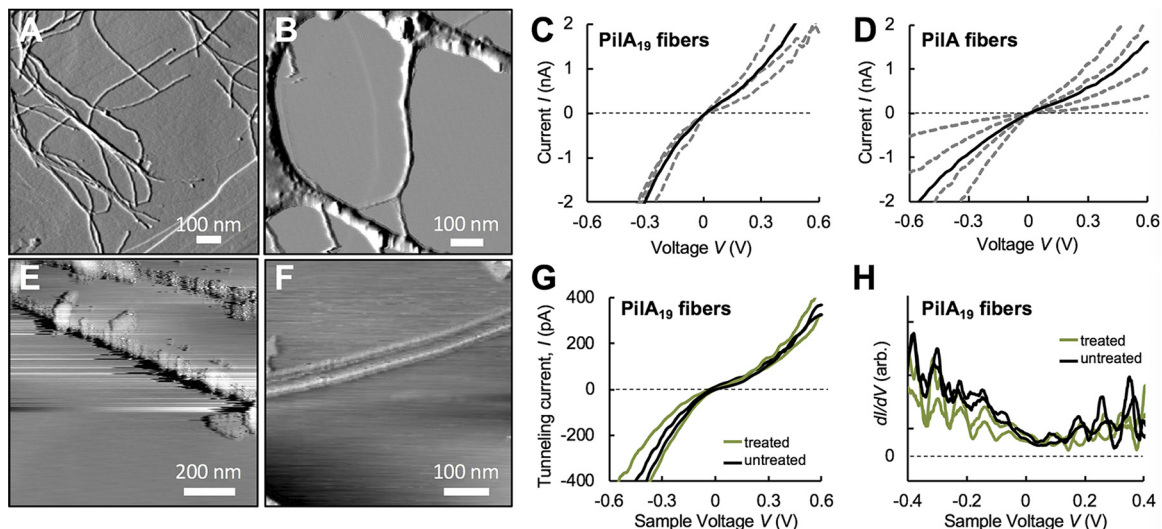 A
100 nm
B
100 nm
C
PilA19 fibers
Current I (nA)
2
1
0
-1
-2
-0.6 -0.3 0 0.3 0.6
Voltage V (V)
D
PilA fibers
Current I (nA)
2
1
0
-1
-2
-0.6 -0.3 0 0.3 0.6
Voltage V (V)
E
200 nm
F
100 nm
G
PilA19 fibers
Tunneling current, I (pA)
400
200
0
-200
-400
treated
untreated
-0.6 -0.3 0 0.3 0.6
Sample Voltage V (V)
H
PilA19 fibers
treated
untreated
dI/dV (arb.)
0
-0.4 -0.2 0 0.2 0.4
Sample Voltage V (V)